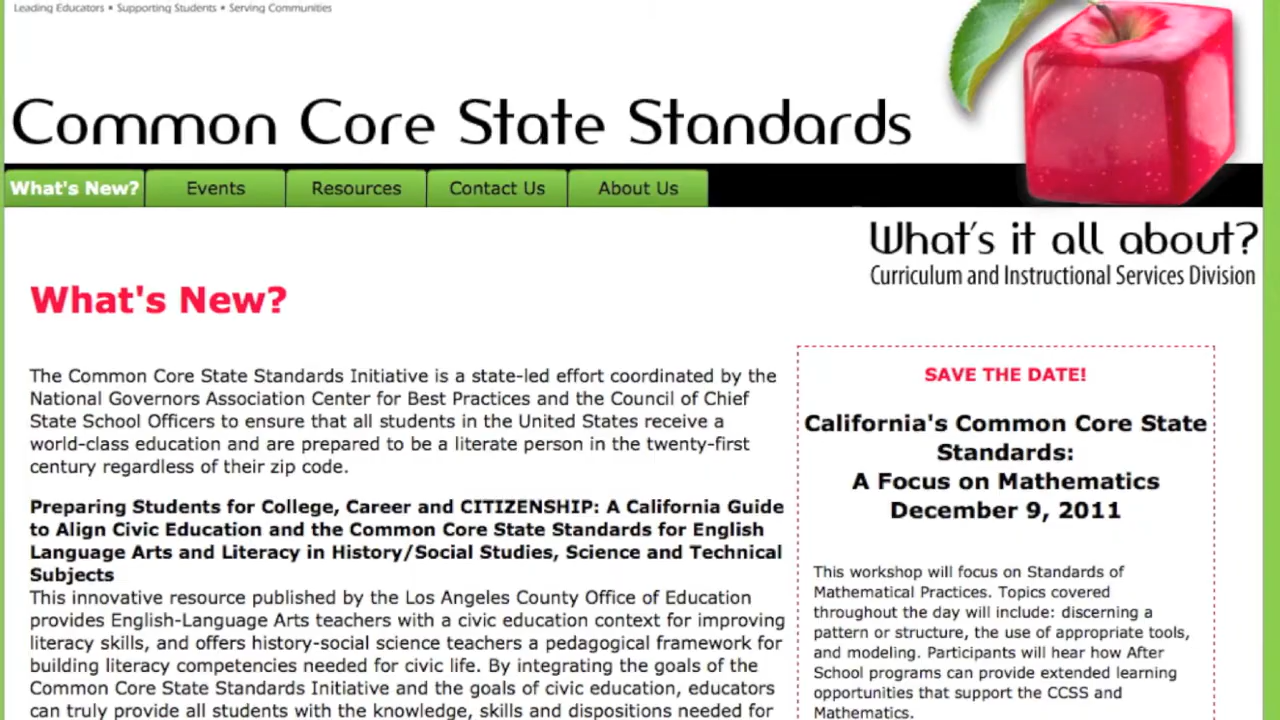 Leading Educators • Supporting Students • Serving Communities
Common Core State Standards
What's New?
Events
Resources
Contact Us
About Us
What's it all about?
Curriculum and Instructional Services Division
What's New?
The Common Core State Standards Initiative is a state-led effort coordinated by the
National Governors Association Center for Best Practices and the Council of Chief
State School Officers to ensure that all students in the United States receive a
world-class education and are prepared to be a literate person in the twenty-first
century regardless of their zip code.
Preparing Students for College, Career and CITIZENSHIP: A California Guide
to Align Civic Education and the Common Core State Standards for English
Language Arts and Literacy in History/Social Studies, Science and Technical
Subjects
This innovative resource published by the Los Angeles County Office of Education
provides English-Language Arts teachers with a civic education context for improving
literacy skills, and offers history-social science teachers a pedagogical framework for
building literacy competencies needed for civic life. By integrating the goals of the
Common Core State Standards Initiative and the goals of civic education, educators
can truly provide all students with the knowledge, skills and dispositions needed for
SAVE THE DATE!
California's Common Core State
Standards:
A Focus on Mathematics
December 9, 2011
This workshop will focus on Standards of
Mathematical Practices. Topics covered
throughout the day will include: discerning a
pattern or structure, the use of appropriate tools,
and modeling. Participants will hear how After
School programs can provide extended learning
opportunities that support the CCSS and
Mathematics.